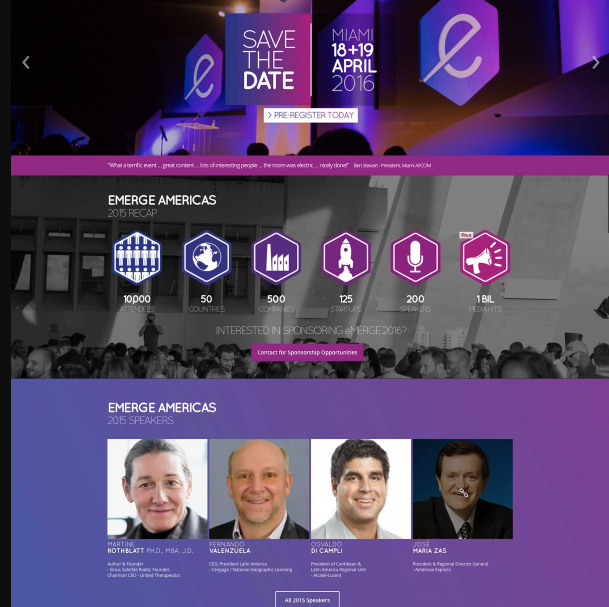 SAVE
THE
DATE
MIAMI
18+19
APRIL
2016
> PRE-REGISTER TODAY
"What a terrific event ... great content ... lots of interesting people ... the room was electric ... nicely done!" Ben Stewart - President, Miami AFCOM
EMERGE AMERICAS
2015 RECAP
10,000
ATTENDEES
50
COUNTRIES
500
COMPANIES
125
STARTUPS
200
SPEAKERS
Pin it
1 BIL
MEDIA HITS
INTERESTED IN SPONSORING eMERGE 2016?
Contact for Sponsorship Opportunities
EMERGE AMERICAS
2015 SPEAKERS
MARTINE
ROTHBLATT PH.D., MBA, J.D.
Author & Founder
- Sirius Satellite Radio; Founder,
Chairman CEO - United Therapeutics
FERNANDO
VALENZUELA
CEO, President Latin America
- Cengage / National Geographic Learning
OSVALDO
DI CAMPLI
President of Caribbean &
Latin America Regional Unit
- Alcatel-Lucent
JOSÉ
MARIA ZAS
President & Regional Director General
- American Express
All 2015 Speakers